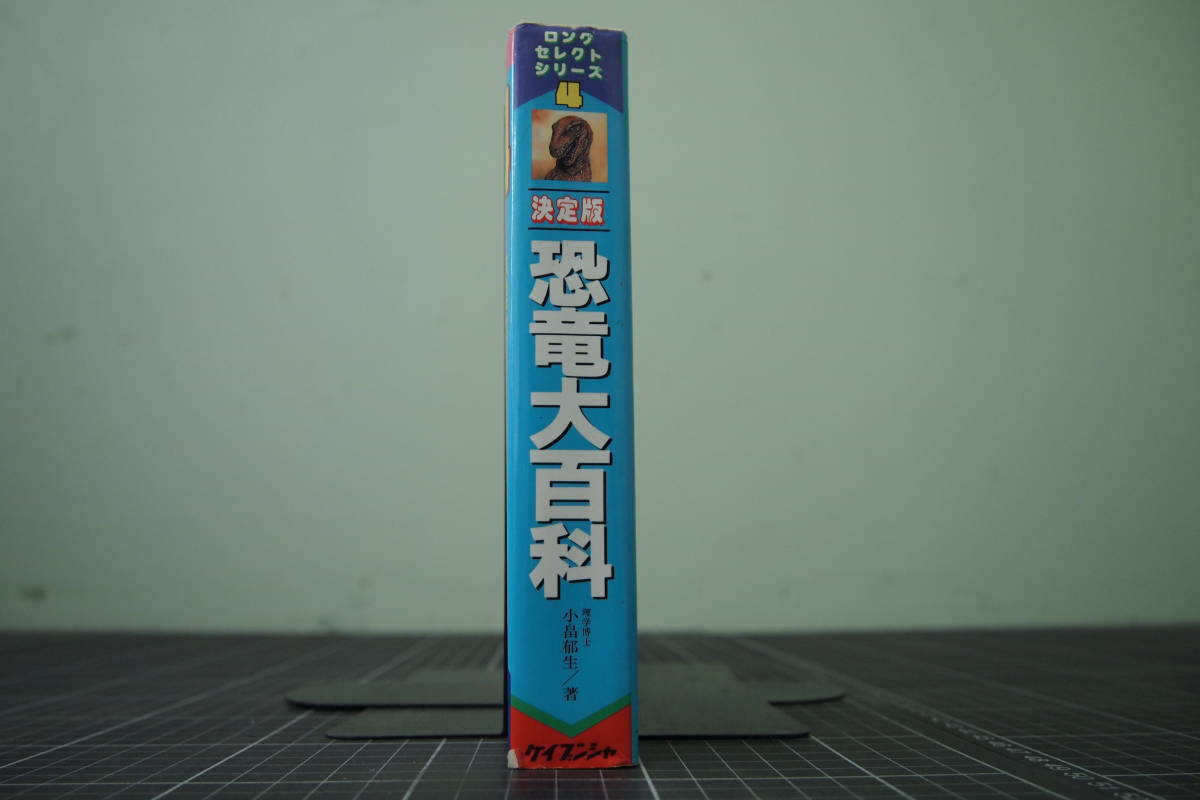 ロング
セレクト
シリーズ
4
決定版
恐竜大百科
理学博士
小畠郁生／著
ケイブンシャ